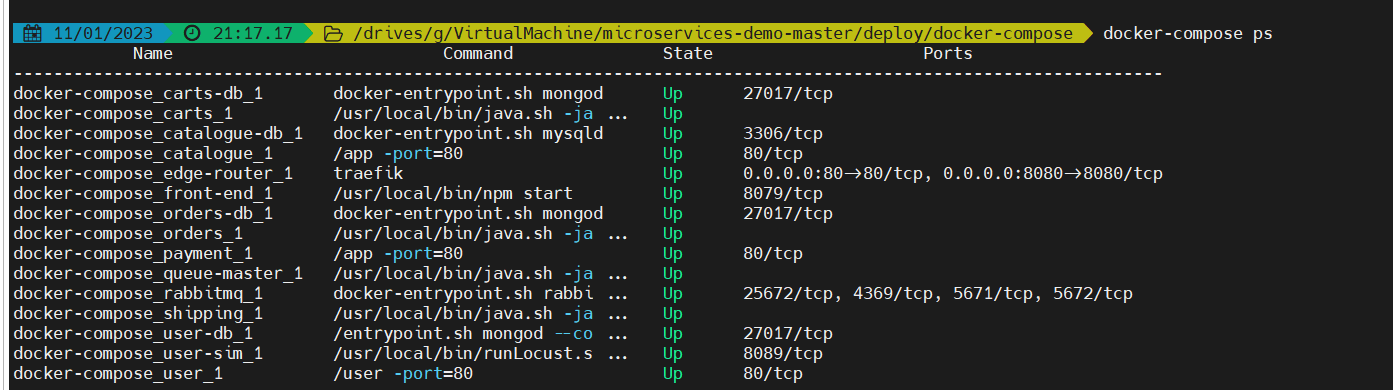 11/01/2023 21:17.17 /drives/g/VirtualMachine/microservices-demo-master/deploy/docker-compose docker-compose ps
Name Command State Ports
-------------------------------------------------------------------------------------------------------------------
docker-compose_carts-db_1 docker-entrypoint.sh mongod Up 27017/tcp
docker-compose_carts_1 /usr/local/bin/java.sh -ja ... Up
docker-compose_catalogue-db_1 docker-entrypoint.sh mysqld Up 3306/tcp
docker-compose_catalogue_1 /app -port=80 Up 80/tcp
docker-compose_edge-router_1 traefik Up 0.0.0.0:80→80/tcp, 0.0.0.0:8080→8080/tcp
docker-compose_front-end_1 /usr/local/bin/npm start Up 8079/tcp
docker-compose_orders-db_1 docker-entrypoint.sh mongod Up 27017/tcp
docker-compose_orders_1 /usr/local/bin/java.sh -ja ... Up
docker-compose_payment_1 /app -port=80 Up 80/tcp
docker-compose_queue-master_1 /usr/local/bin/java.sh -ja ... Up
docker-compose_rabbitmq_1 docker-entrypoint.sh rabbi ... Up 25672/tcp, 4369/tcp, 5671/tcp, 5672/tcp
docker-compose_shipping_1 /usr/local/bin/java.sh -ja ... Up
docker-compose_user-db_1 /entrypoint.sh mongod --co ... Up 27017/tcp
docker-compose_user-sim_1 /usr/local/bin/runLocust.s ... Up 8089/tcp
docker-compose_user_1 /user -port=80 Up 80/tcp